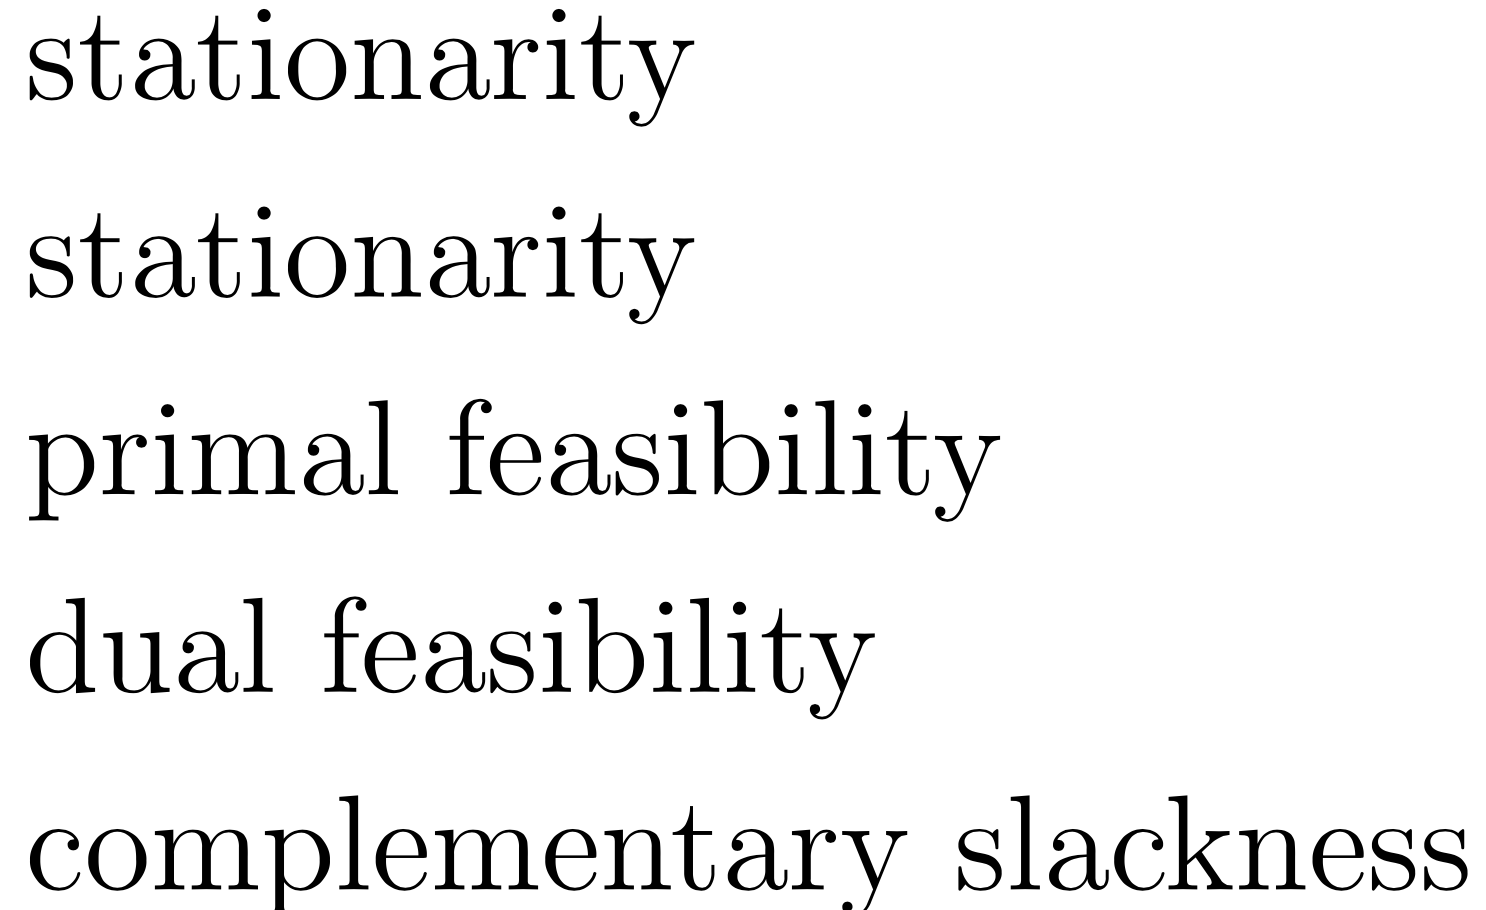 stationarity
stationarity
primal feasibility
dual feasibility
complementary slackness